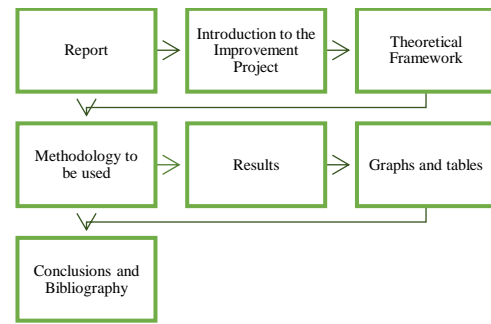 Report
Introduction to the
Improvement
Project
Theoretical
Framework
Methodology to
be used
Results
Graphs and tables
Conclusions and
Bibliography